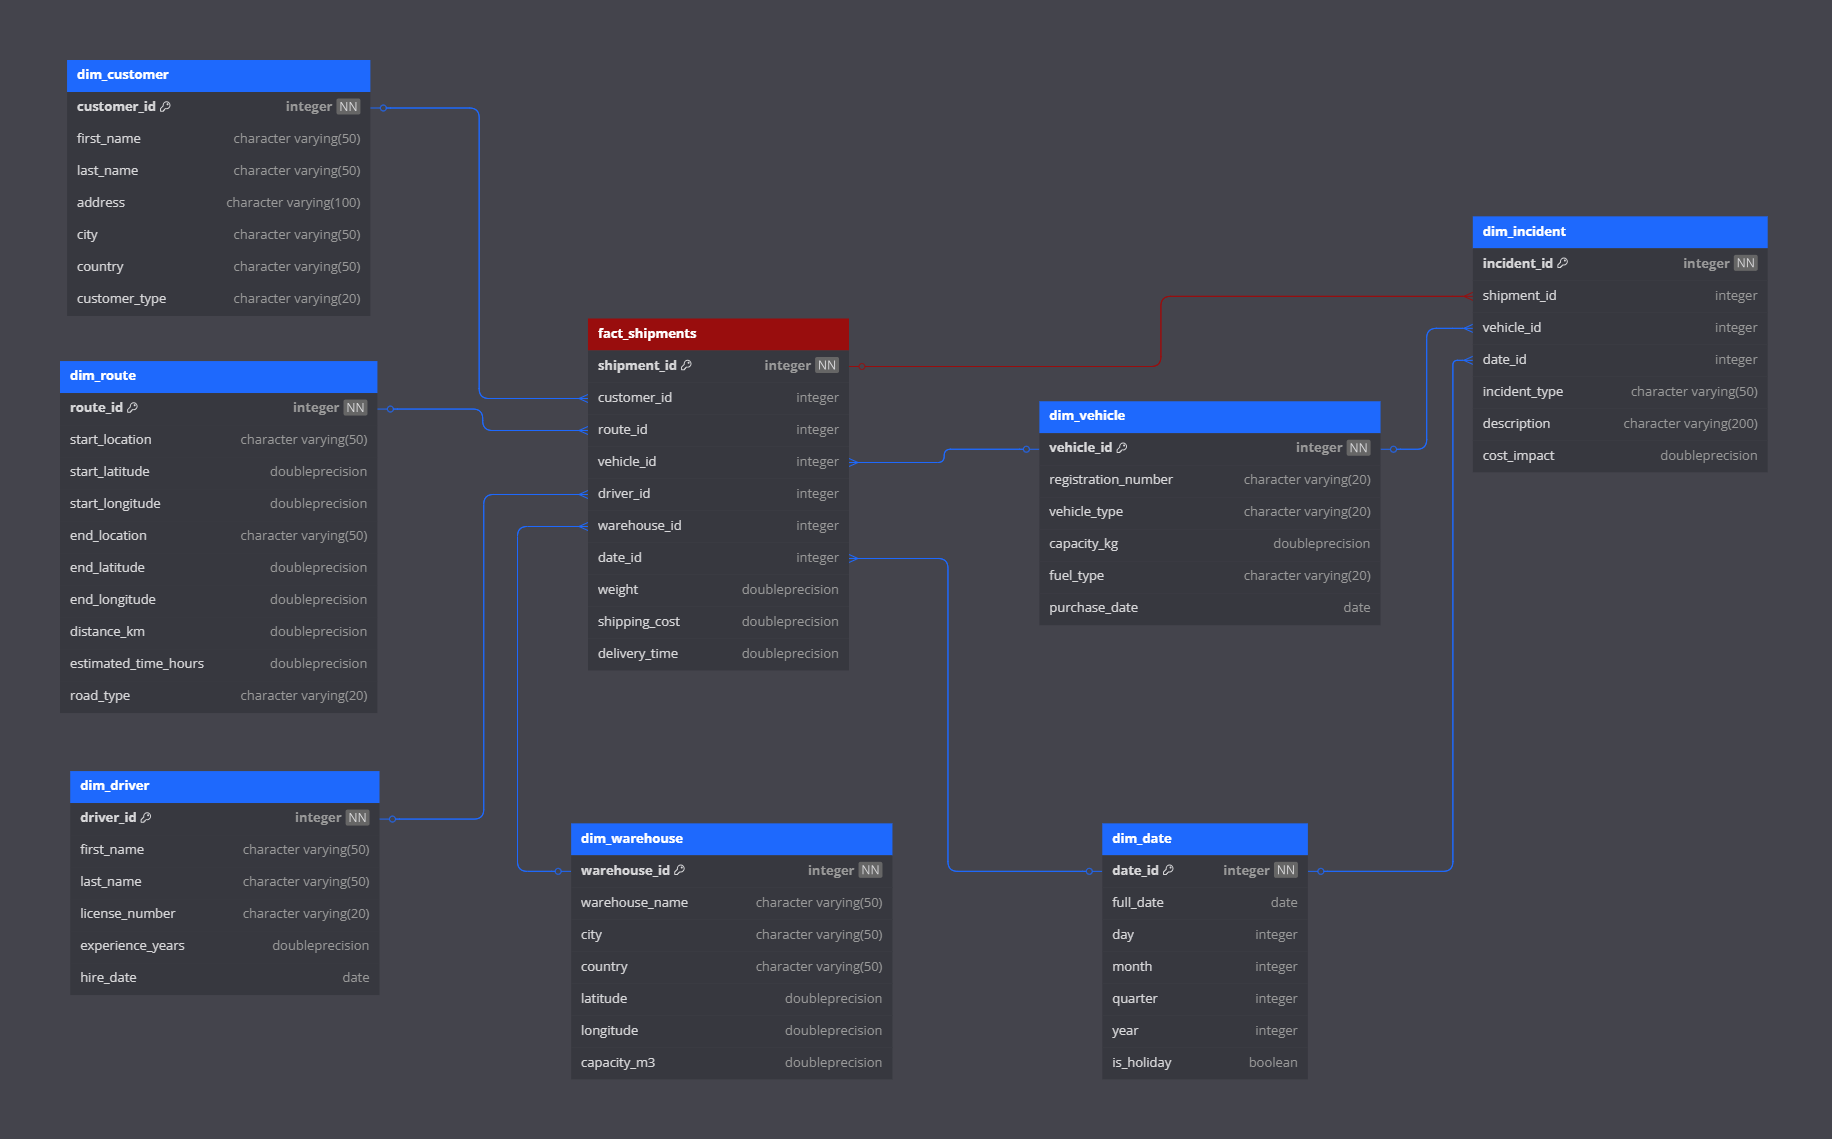 dim_customer
customer_id integer NN
first_name character varying(50)
last_name character varying(50)
address character varying(100)
city character varying(50)
country character varying(50)
customer_type character varying(20)
dim_route
route_id integer NN
start_location character varying(50)
start_latitude doubleprecision
start_longitude doubleprecision
end_location character varying(50)
end_latitude doubleprecision
end_longitude doubleprecision
distance_km doubleprecision
estimated_time_hours doubleprecision
road_type character varying(20)
dim_driver
driver_id integer NN
first_name character varying(50)
last_name character varying(50)
license_number character varying(20)
experience_years doubleprecision
hire_date date
fact_shipments
shipment_id integer NN
customer_id integer
route_id integer
vehicle_id integer
driver_id integer
warehouse_id integer
date_id integer
weight doubleprecision
shipping_cost doubleprecision
delivery_time doubleprecision
dim_warehouse
warehouse_id integer NN
warehouse_name character varying(50)
city character varying(50)
country character varying(50)
latitude doubleprecision
longitude doubleprecision
capacity_m3 doubleprecision
dim_vehicle
vehicle_id integer NN
registration_number character varying(20)
vehicle_type character varying(20)
capacity_kg doubleprecision
fuel_type character varying(20)
purchase_date date
dim_date
date_id integer NN
full_date date
day integer
month integer
quarter integer
year integer
is_holiday boolean
dim_incident
incident_id integer NN
shipment_id integer
vehicle_id integer
date_id integer
incident_type character varying(50)
description character varying(200)
cost_impact doubleprecision